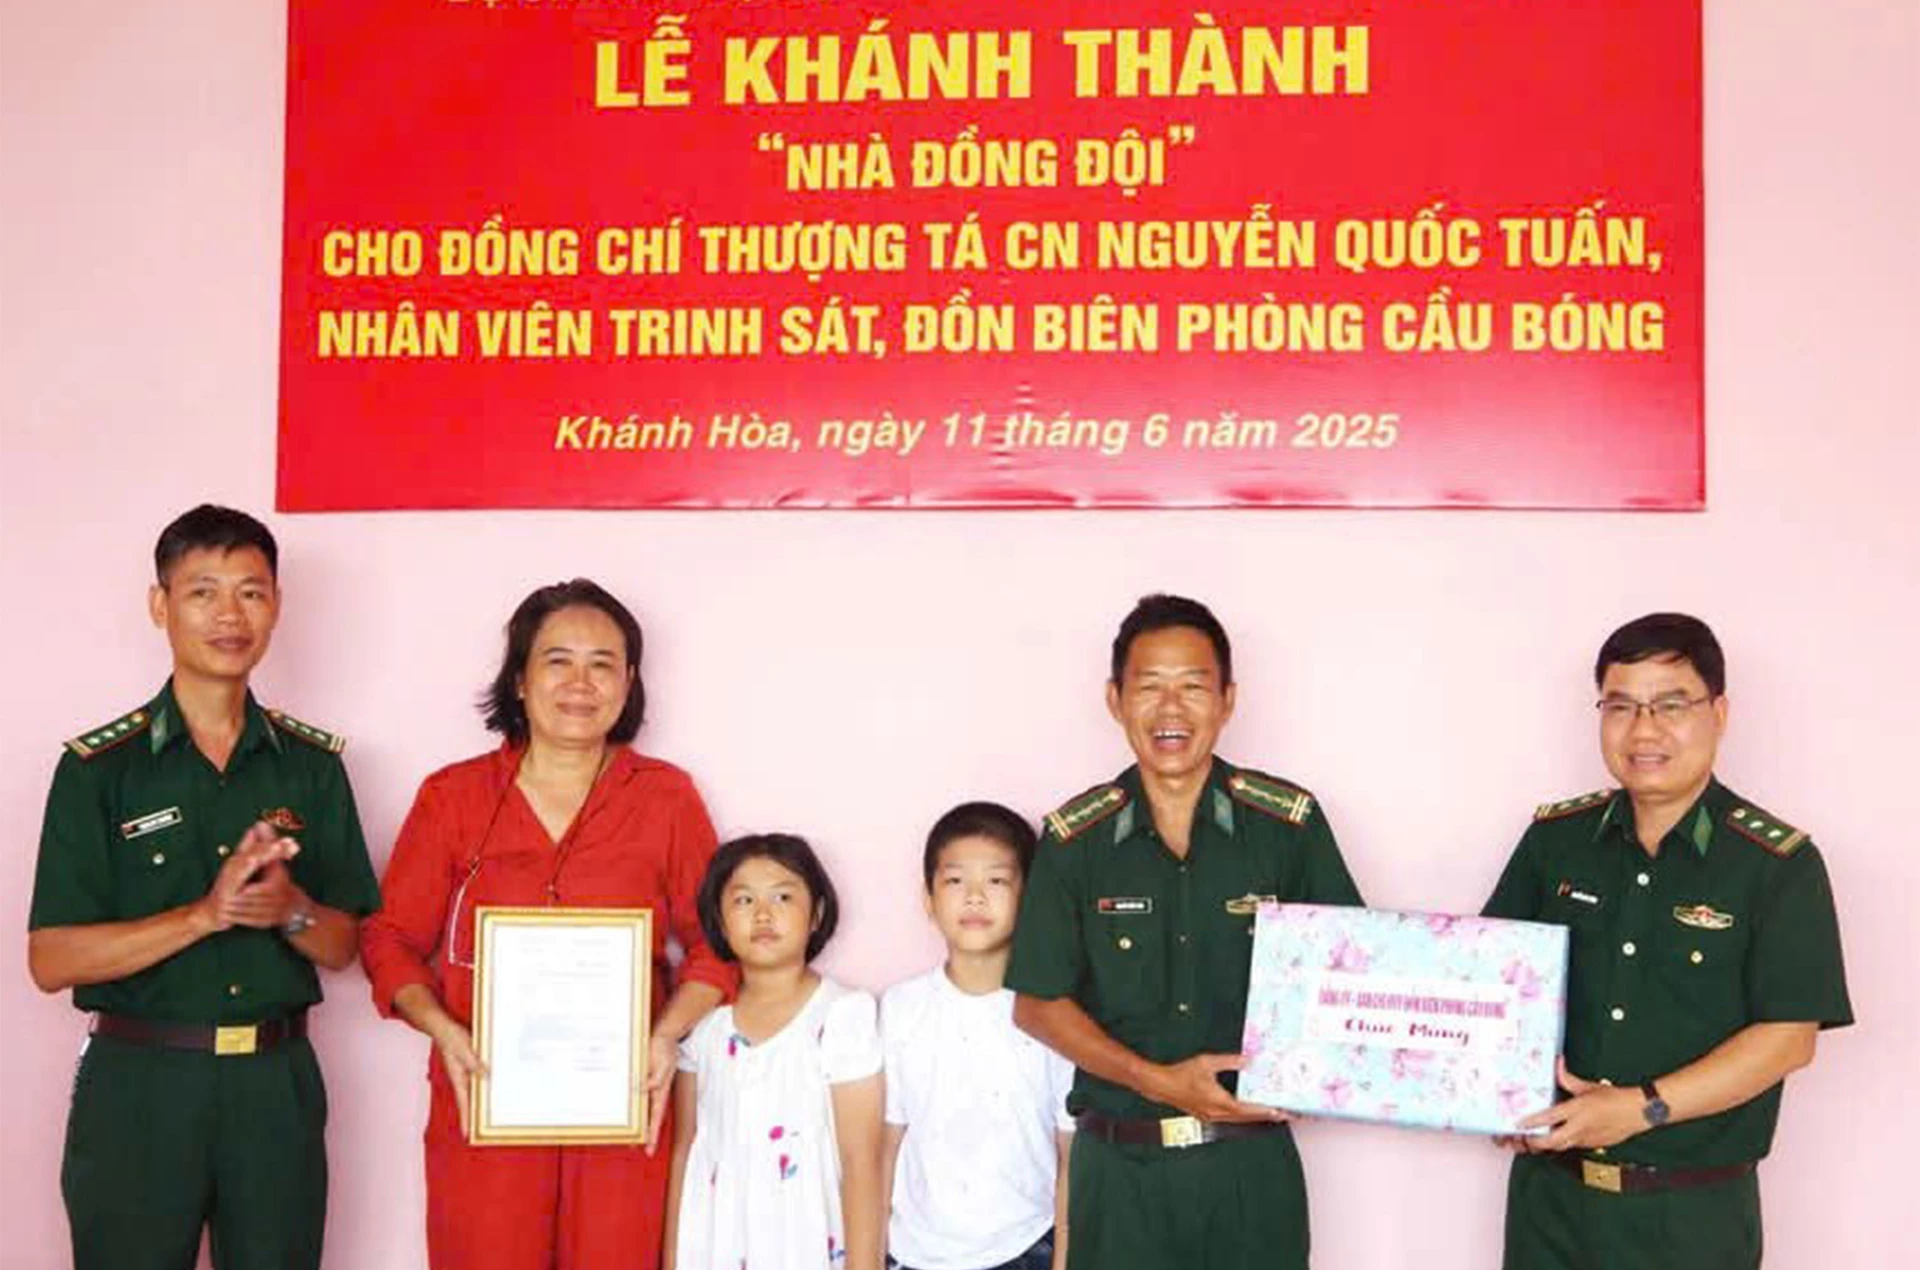 LỄ KHÁNH THÀNH
“NHÀ ĐỒNG ĐỘI”
CHO ĐỒNG CHÍ THƯỢNG TÁ CN NGUYỄN QUỐC TUẤN,
NHÂN VIÊN TRINH SÁT, ĐỒN BIÊN PHÒNG CẦU BÓNG
Khánh Hòa, ngày 11 tháng 6 năm 2025
Chúc Mừng